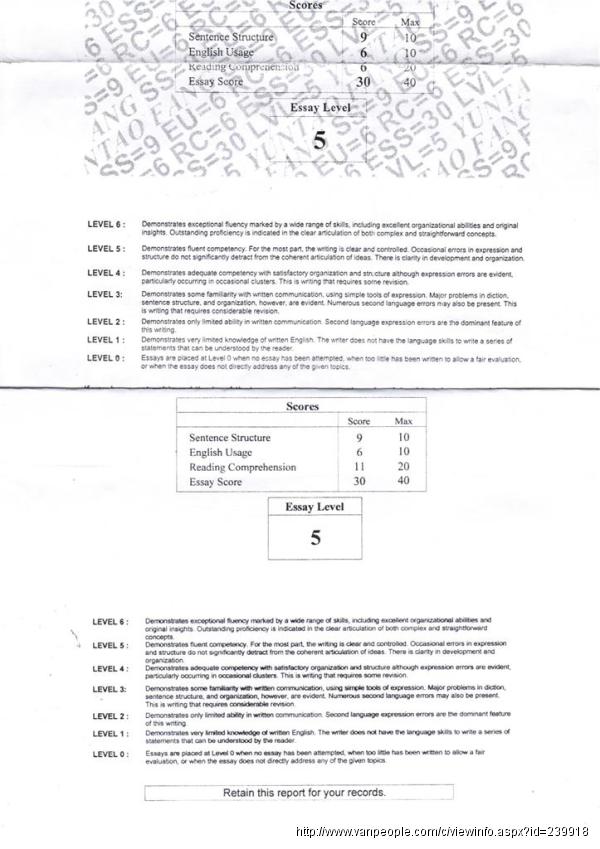 Scores
Score Max
Sentence Structure 9 10
English Usage 6 10
Reading Comprehension 6 20
Essay Score 30 40
Essay Level
5
LEVEL 6 : Demonstrates exceptional fluency marked by a wide range of skills, including excellent organizational abilities and original
insights. Outstanding proficiency is indicated in the clear articulation of both complex and straightforward concepts.
LEVEL 5 : Demonstrates fluent competency. For the most part, the writing is clear and controlled. Occasional errors in expression and
structure do not significantly detract from the coherent articulation of ideas. There is clarity in development and organization.
LEVEL 4 : Demonstrates adequate competency with satisfactory organization and structure although expression errors are evident,
particularly occurring in occasional clusters. This is writing that requires some revision.
LEVEL 3: Demonstrates some familiarity with written communication, using simple tools of expression. Major problems in diction,
sentence structure, and organization, however, are evident. Numerous second language errors may also be present. This
is writing that requires considerable revision.
LEVEL 2 : Demonstrates only limited ability in written communication. Second language expression errors are the dominant feature of
this writing.
LEVEL 1 : Demonstrates very limited knowledge of written English. The writer does not have the language skills to write a series of
statements that can be understood by the reader.
LEVEL 0 : Essays are placed at Level 0 when no essay has been attempted, when too little has been written to allow a fair evaluation,
or when the essay does not directly address any of the given topics.
Scores
Score Max
Sentence Structure 9 10
English Usage 6 10
Reading Comprehension 11 20
Essay Score 30 40
Essay Level
5
LEVEL 6 : Demonstrates exceptional fluency marked by a wide range of skills, including excellent organizational abilities and
original insights. Outstanding proficiency is indicated in the clear articulation of both complex and straightforward
concepts.
LEVEL 5 : Demonstrates fluent competency. For the most part, the writing is clear and controlled. Occasional errors in expression
and structure do not significantly detract from the coherent articulation of ideas. There is clarity in development and
organization.
LEVEL 4 : Demonstrates adequate competency with satisfactory organization and structure although expression errors are evident,
particularly occurring in occasional clusters. This is writing that requires some revision.
LEVEL 3: Demonstrates some familiarity with written communication, using simple tools of expression. Major problems in diction,
sentence structure, and organization, however, are evident. Numerous second language errors may also be present.
This is writing that requires considerable revision.
LEVEL 2 : Demonstrates only limited ability in written communication. Second language expression errors are the dominant feature
of this writing.
LEVEL 1 : Demonstrates very limited knowledge of written English. The writer does not have the language skills to write a series of
statements that can be understood by the reader.
LEVEL 0 : Essays are placed at Level 0 when no essay has been attempted, when too little has been written to allow a fair
evaluation, or when the essay does not directly address any of the given topics.
Retain this report for your records.
http://www.vanpeople.com/c/viewinfo.aspx?id=239918